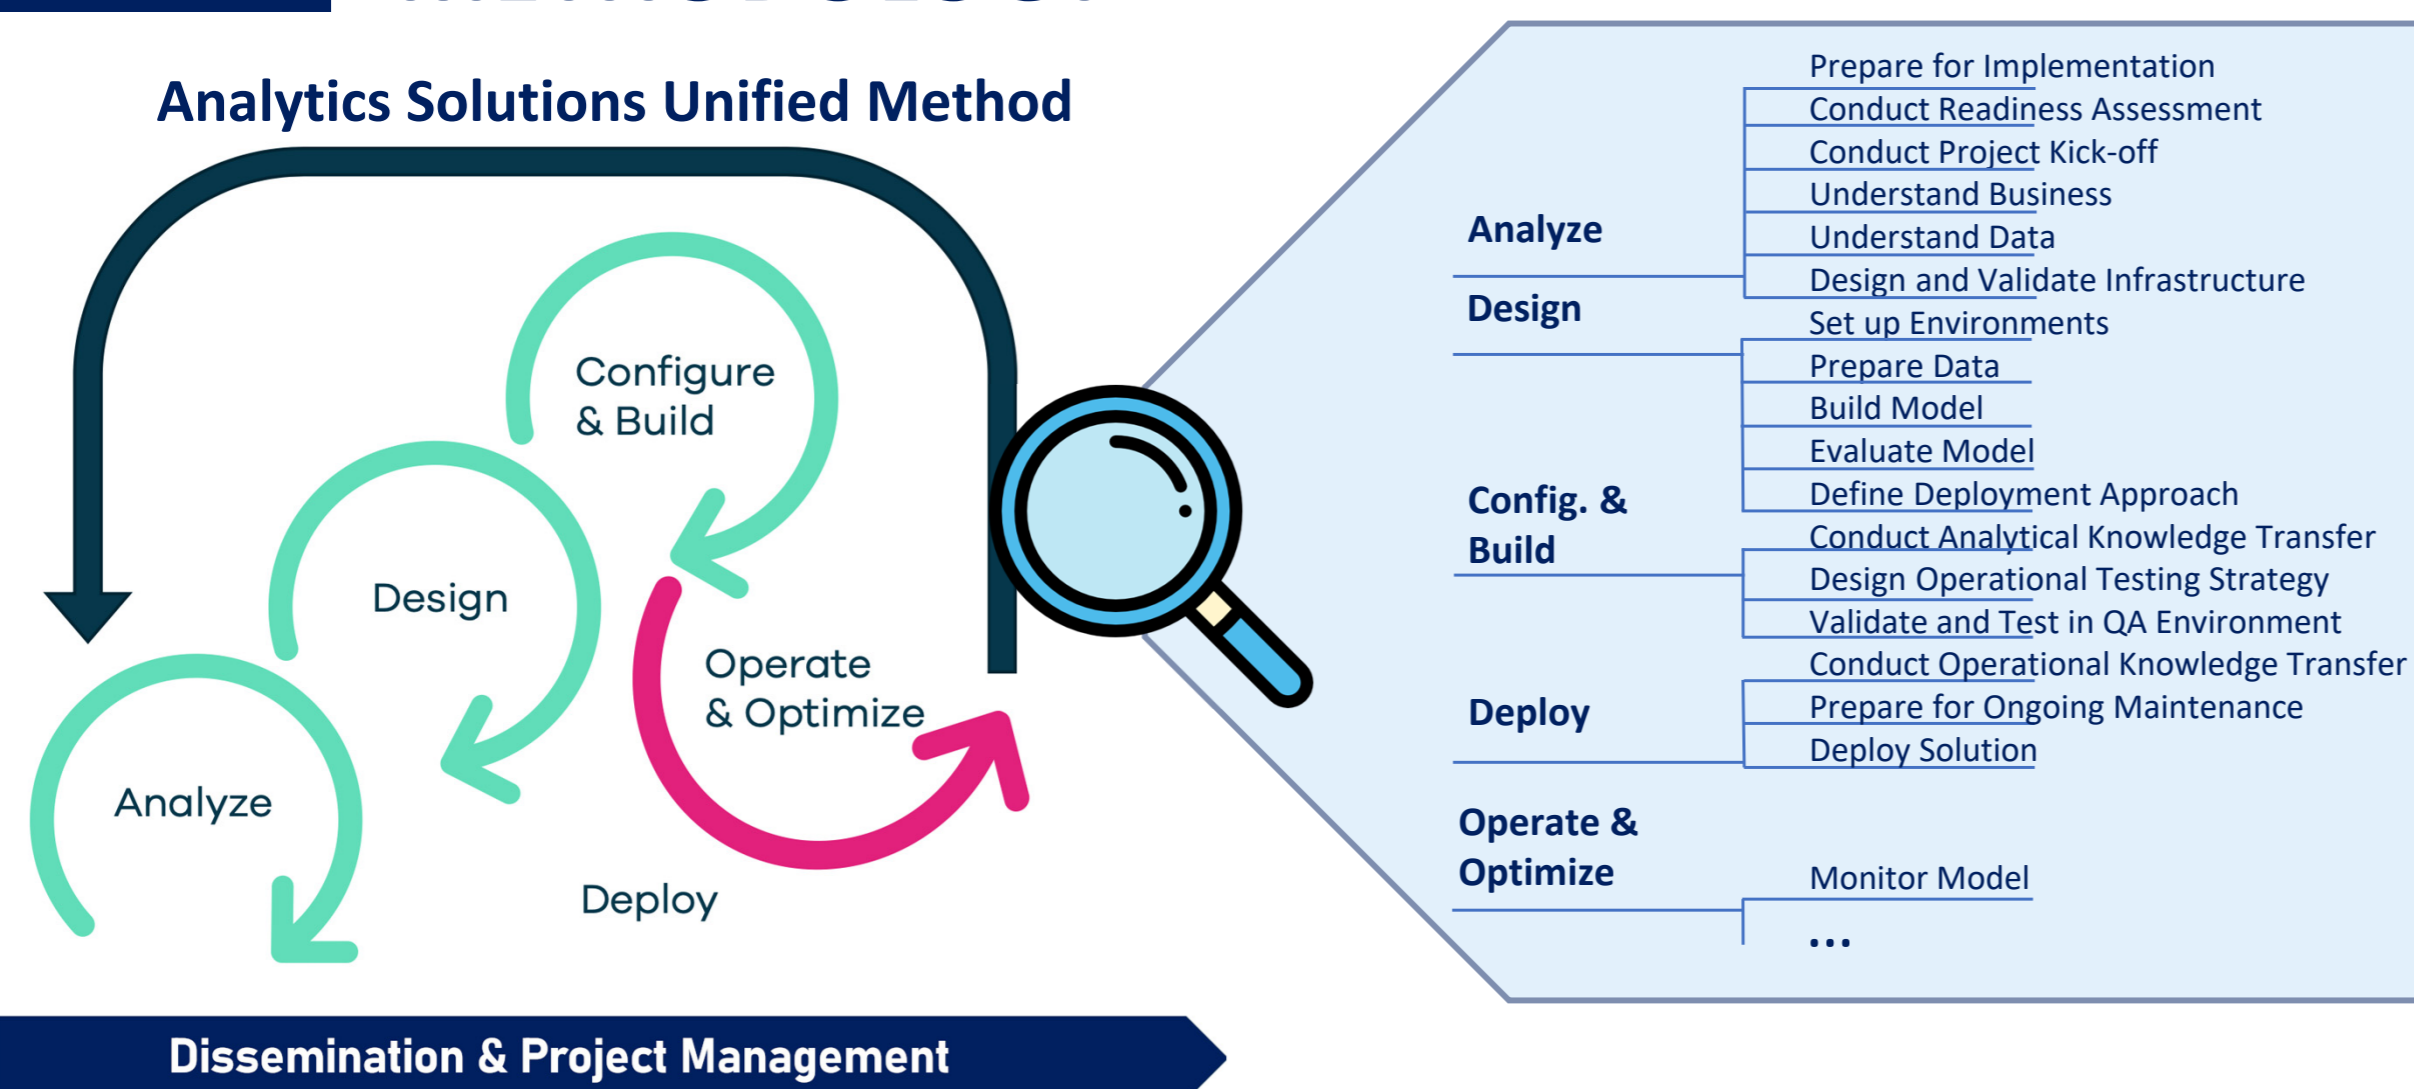 Analytics Solutions Unified Method
Configure
& Build
Design
Operate
& Optimize
Analyze
Deploy
Analyze
Prepare for Implementation
Conduct Readiness Assessment
Conduct Project Kick-off
Understand Business
Understand Data
Design and Validate Infrastructure
Design
Set up Environments
Prepare Data
Build Model
Evaluate Model
Define Deployment Approach
Config. &
Build
Conduct Analytical Knowledge Transfer
Design Operational Testing Strategy
Validate and Test in QA Environment
Deploy
Conduct Operational Knowledge Transfer
Prepare for Ongoing Maintenance
Deploy Solution
Operate &
Optimize
Monitor Model
...
Dissemination & Project Management